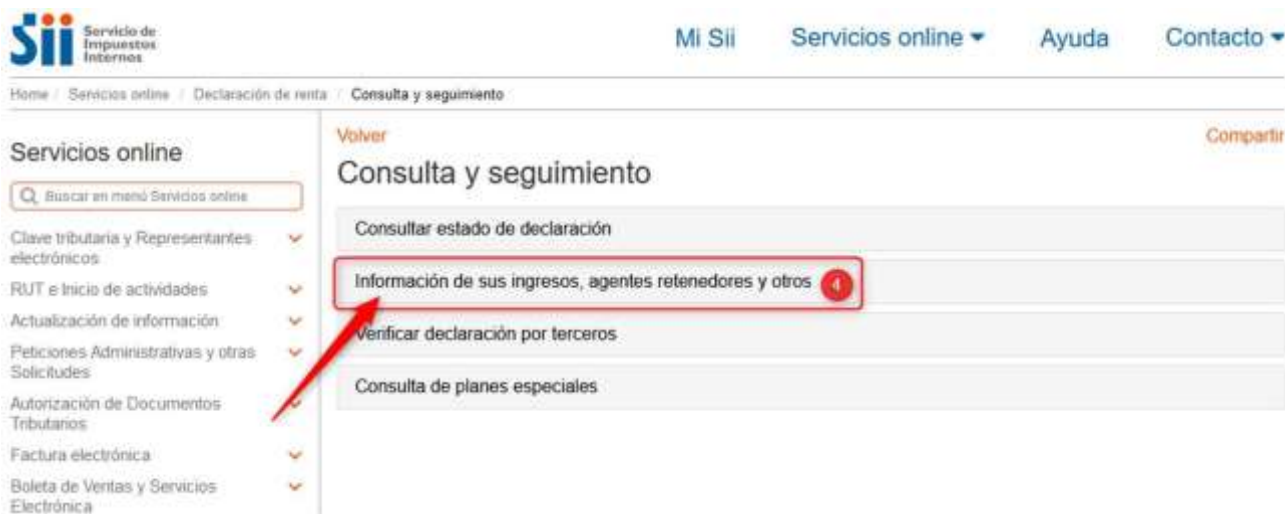 Sii Servicio de
Impuestos
Internos
Mi Sii Servicios online Ayuda Contacto
Home / Servicios online / Declaración de renta / Consulta y seguimiento
Servicios online
Buscar en menú Servicios online
Clave tributaria y Representantes
electrónicos
RUT e Inicio de actividades
Actualización de información
Peticiones Administrativas y otras
Solicitudes
Autorización de Documentos
Tributarios
Factura electrónica
Boleta de Ventas y Servicios
Electrónica
Volver Compartir
Consulta y seguimiento
Consultar estado de declaración
Información de sus ingresos, agentes retenedores y otros 4
Verificar declaración por terceros
Consulta de planes especiales